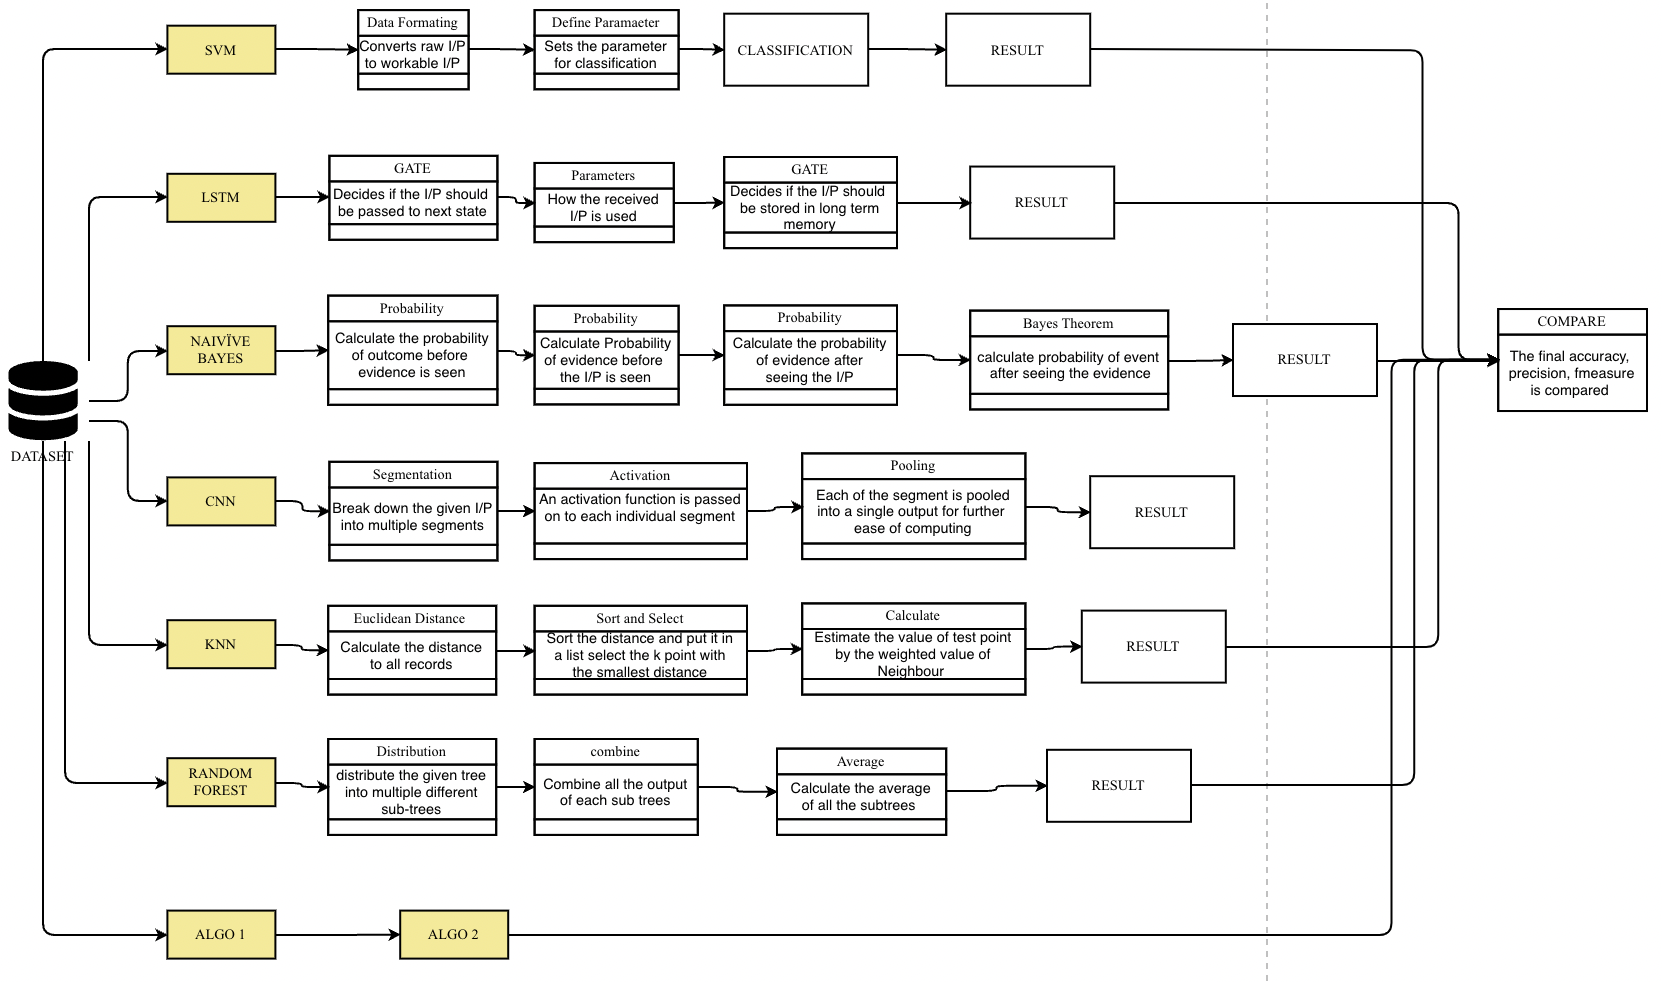 SVM
Data Formating
Converts raw I/P
to workable I/P
Define Paramaeter
Sets the parameter
for classification
CLASSIFICATION
RESULT
LSTM
GATE
Decides if the I/P should
be passed to next state
Parameters
How the received
I/P is used
GATE
Decides if the I/P should
be stored in long term
memory
RESULT
NAIVÏVE
BAYES
Probability
Calculate the probability
of outcome before
evidence is seen
Probability
Calculate Probability
of evidence before
the I/P is seen
Probability
Calculate the probability
of evidence after
seeing the I/P
Bayes Theorem
calculate probability of event
after seeing the evidence
RESULT
COMPARE
The final accuracy,
precision, fmeasure
is compared
DATASET
CNN
Segmentation
Break down the given I/P
into multiple segments
Activation
An activation function is passed
on to each individual segment
Pooling
Each of the segment is pooled
into a single output for further
ease of computing
RESULT
KNN
Euclidean Distance
Calculate the distance
to all records
Sort and Select
Sort the distance and put it in
a list select the k point with
the smallest distance
Calculate
Estimate the value of test point
by the weighted value of
Neighbour
RESULT
RANDOM
FOREST
Distribution
distribute the given tree
into multiple different
sub-trees
combine
Combine all the output
of each sub trees
Average
Calculate the average
of all the subtrees
RESULT
ALGO 1
ALGO 2